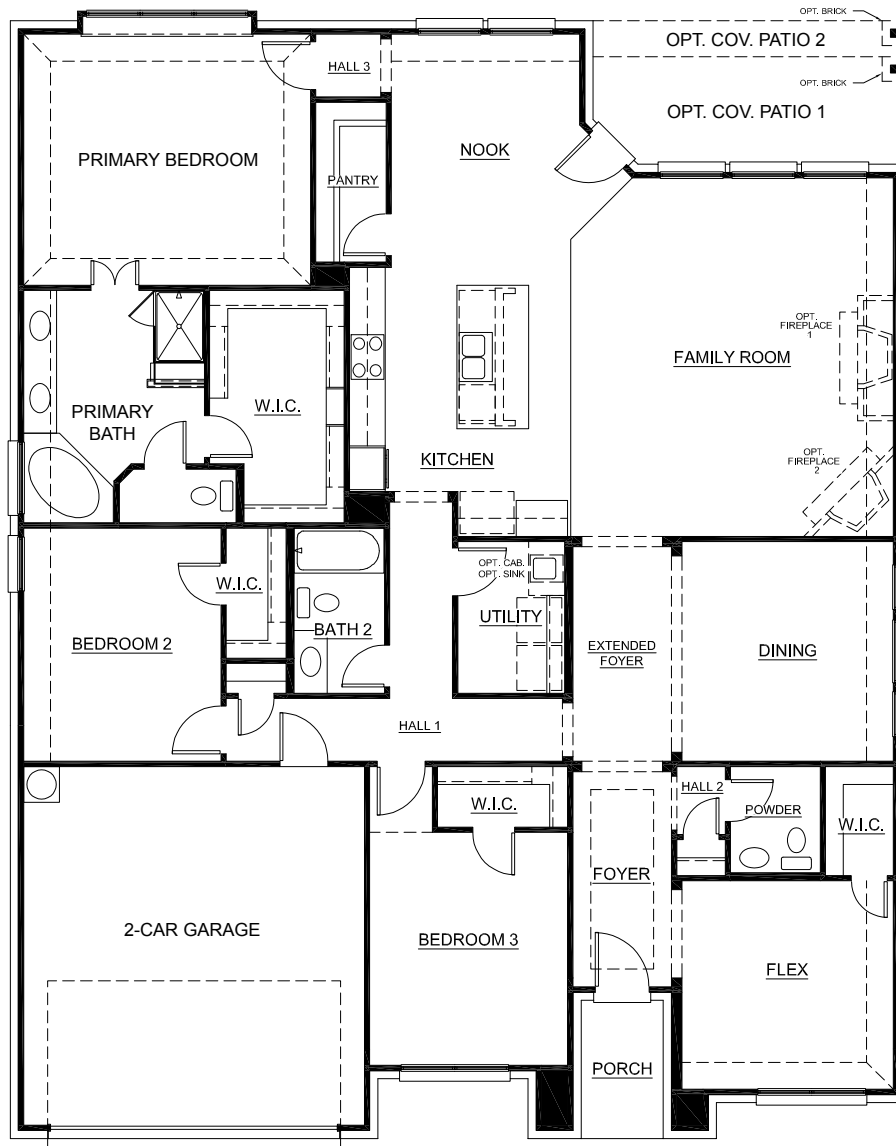 OPT. BRICK
OPT. COV. PATIO 2
HALL 3
OPT. BRICK
OPT. COV. PATIO 1
PRIMARY BEDROOM
NOOK
PANTRY
OPT.
FIREPLACE
1
FAMILY ROOM
W.I.C.
PRIMARY
BATH
KITCHEN
OPT.
FIREPLACE
2
OPT. CAB.
OPT. SINK
W.I.C.
UTILITY
BATH 2
BEDROOM 2
EXTENDED
FOYER
DINING
HALL 1
HALL 2
W.I.C.
POWDER
W.I.C.
FOYER
2-CAR GARAGE
BEDROOM 3
FLEX
PORCH